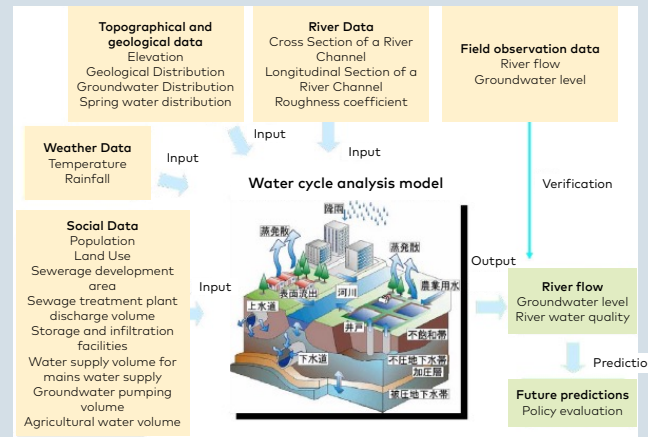 Topographical and
geological data
Elevation
Geological Distribution
Groundwater Distribution
Spring water distribution
River Data
Cross Section of a River
Channel
Longitudinal Section of a
River Channel
Roughness coefficient
Field observation data
River flow
Groundwater level
Weather Data
Temperature
Rainfall
Input
Input
Input
Verification
Water cycle analysis model
Social Data
Population
Land Use
Sewerage development
area
Sewage treatment plant
discharge volume
Storage and infiltration
facilities
Water supply volume for
mains water supply
Groundwater pumping
volume
Agricultural water volume
Input
降雨
蒸発散
蒸発散
表面流出
河川
農業用水
上水道
井戸
不飽和帯
下水道
不圧地下水帯
加圧層
被圧地下水帯
Output
River flow
Groundwater level
River water quality
Predictio
Future predictions
Policy evaluation